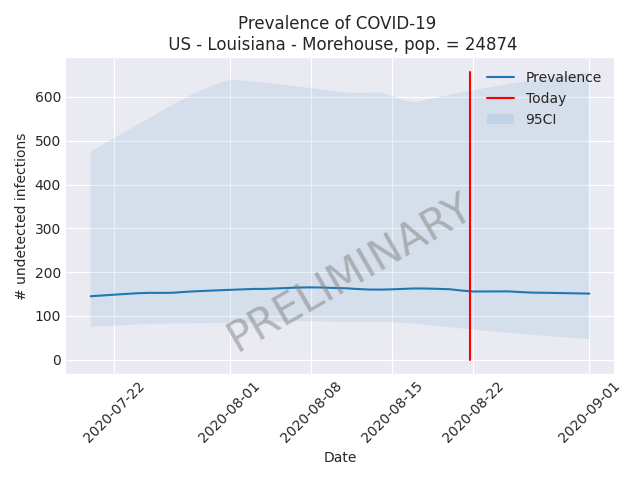 Prevalence of COVID-19
US - Louisiana - Morehouse, pop. = 24874
Prevalence
Today
95CI
600
500
400
300
200
100
0
# undetected infections
PRELIMINARY
2020-07-22
2020-08-01
2020-08-08
2020-08-15
2020-08-22
2020-09-01
Date